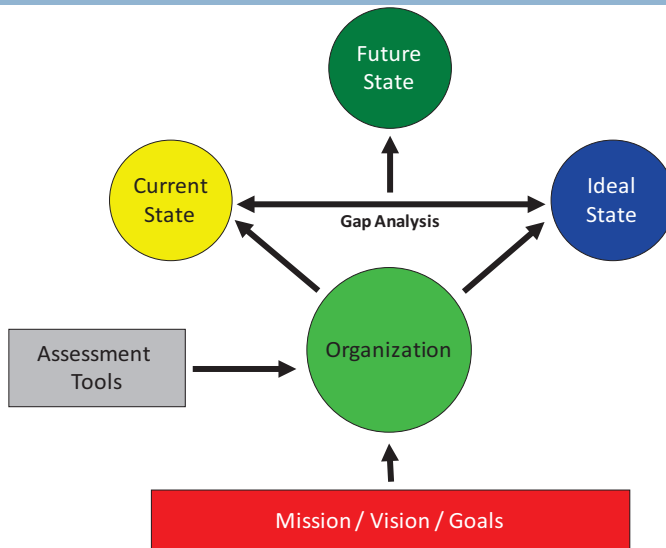 Future
State
Current
State
Ideal
State
Gap Analysis
Organization
Assessment
Tools
Mission / Vision / Goals